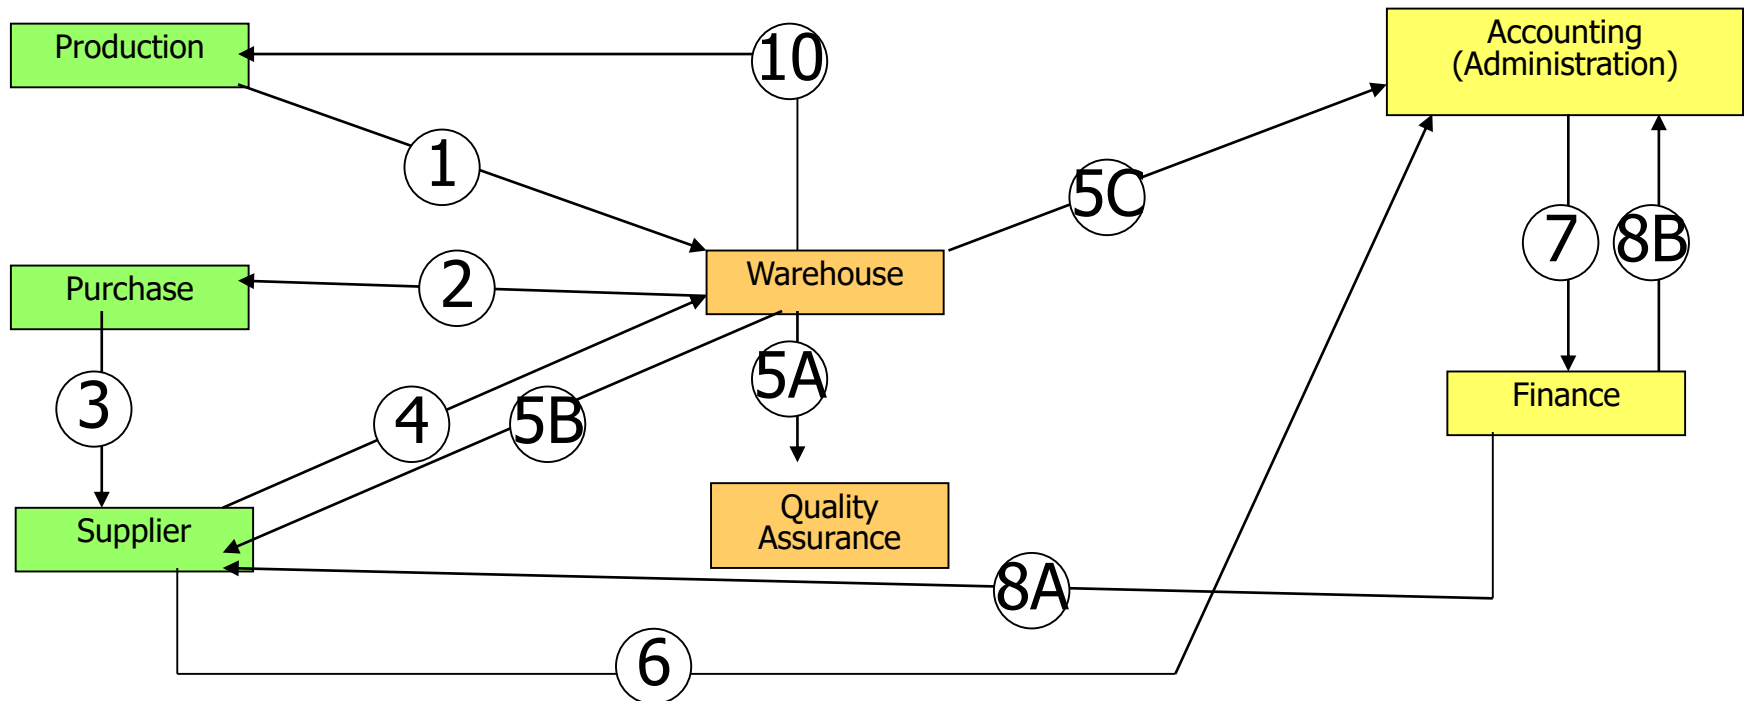 Production
10
Accounting
(Administration)
1
5C
Purchase
2
Warehouse
7
8B
3
4
5B
5A
Finance
Supplier
Quality
Assurance
8A
6